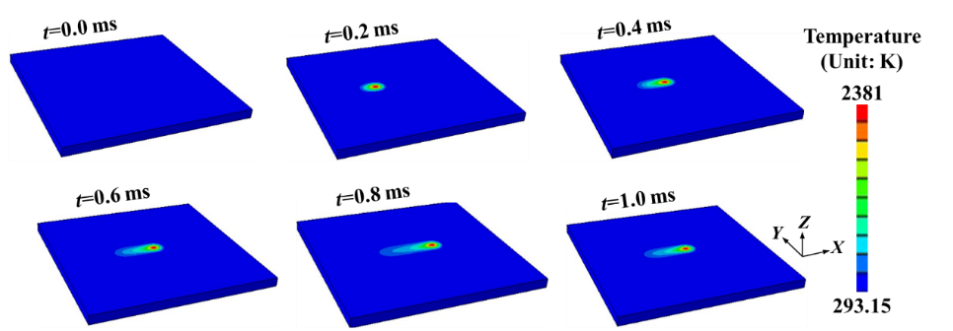 t=0.0 ms
t=0.2 ms
t=0.4 ms
Temperature
(Unit: K)
2381
t=0.6 ms
t=0.8 ms
t=1.0 ms
Y
Z
X
293.15